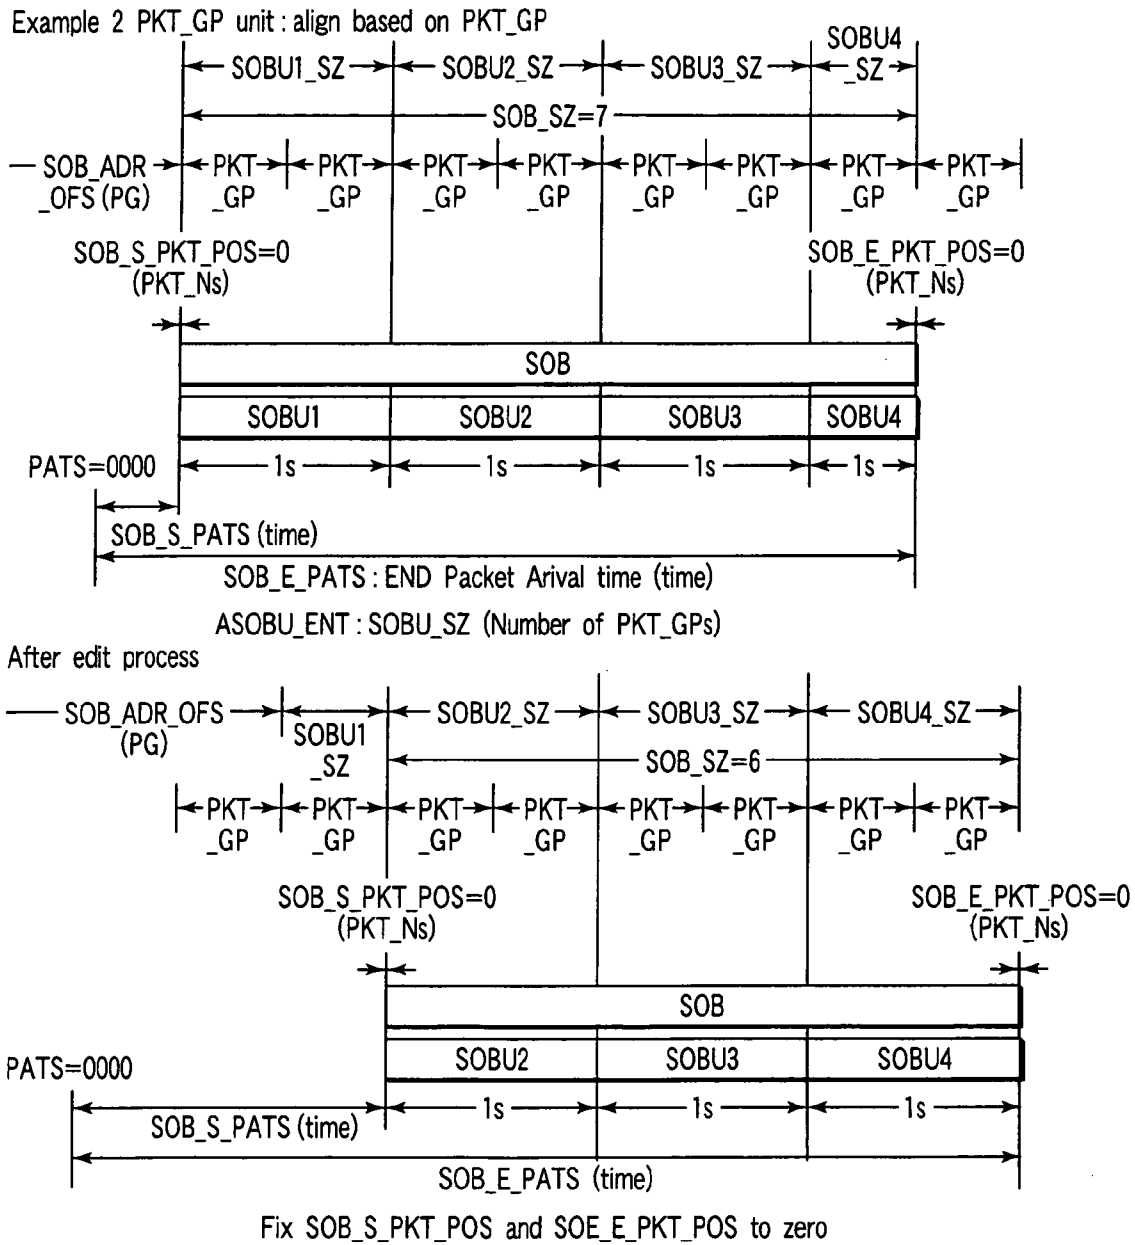 Example 2 PKT_GP unit : align based on PKT_GP
SOBU1_SZ SOBU2_SZ SOBU3_SZ SOBU4
_SZ
SOB_SZ=7
SOB_ADR PKT PKT PKT PKT PKT PKT PKT PKT
_OFS (PG) _GP _GP _GP _GP _GP _GP _GP _GP
SOB_S_PKT_POS=0 SOB_E_PKT_POS=0
(PKT_Ns) (PKT_Ns)
SOB
SOBU1 SOBU2 SOBU3 SOBU4
PATS=0000 1s 1s 1s 1s
SOB_S_PATS (time)
SOB_E_PATS : END Packet Arival time (time)
ASOBU_ENT : SOBU_SZ (Number of PKT_GPs)
After edit process
SOB_ADR_OFS SOBU2_SZ SOBU3_SZ SOBU4_SZ
(PG) SOBU1
_SZ SOB_SZ=6
PKT PKT PKT PKT PKT PKT PKT PKT
_GP _GP _GP _GP _GP _GP _GP _GP
SOB_S_PKT_POS=0 SOB_E_PKT_POS=0
(PKT_Ns) (PKT_Ns)
SOB
SOBU2 SOBU3 SOBU4
PATS=0000
1s 1s 1s
SOB_S_PATS (time)
SOB_E_PATS (time)
Fix SOB_S_PKT_POS and SOE_E_PKT_POS to zero